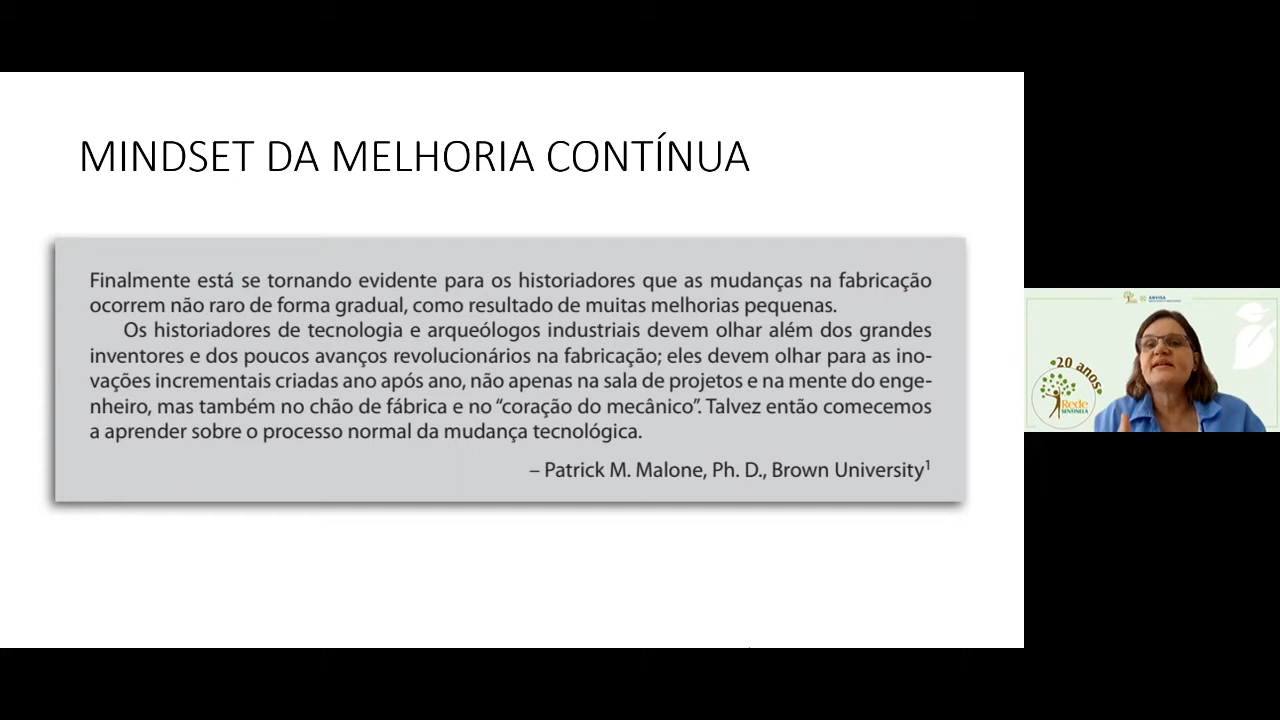 MINDSET DA MELHORIA CONTÍNUA
Finalmente está se tornando evidente para os historiadores que as mudanças na fabricação
ocorrem não raro de forma gradual, como resultado de muitas melhorias pequenas.
Os historiadores de tecnologia e arqueólogos industriais devem olhar além dos grandes
inventores e dos poucos avanços revolucionários na fabricação; eles devem olhar para as ino-
vações incrementais criadas ano após ano, não apenas na sala de projetos e na mente do enge-
nheiro, mas também no chão de fábrica e no “coração do mecânico”. Talvez então comecemos
a aprender sobre o processo normal da mudança tecnológica.
– Patrick M. Malone, Ph. D., Brown University¹
ANVISA
20 anos
Rede
SENTINELA